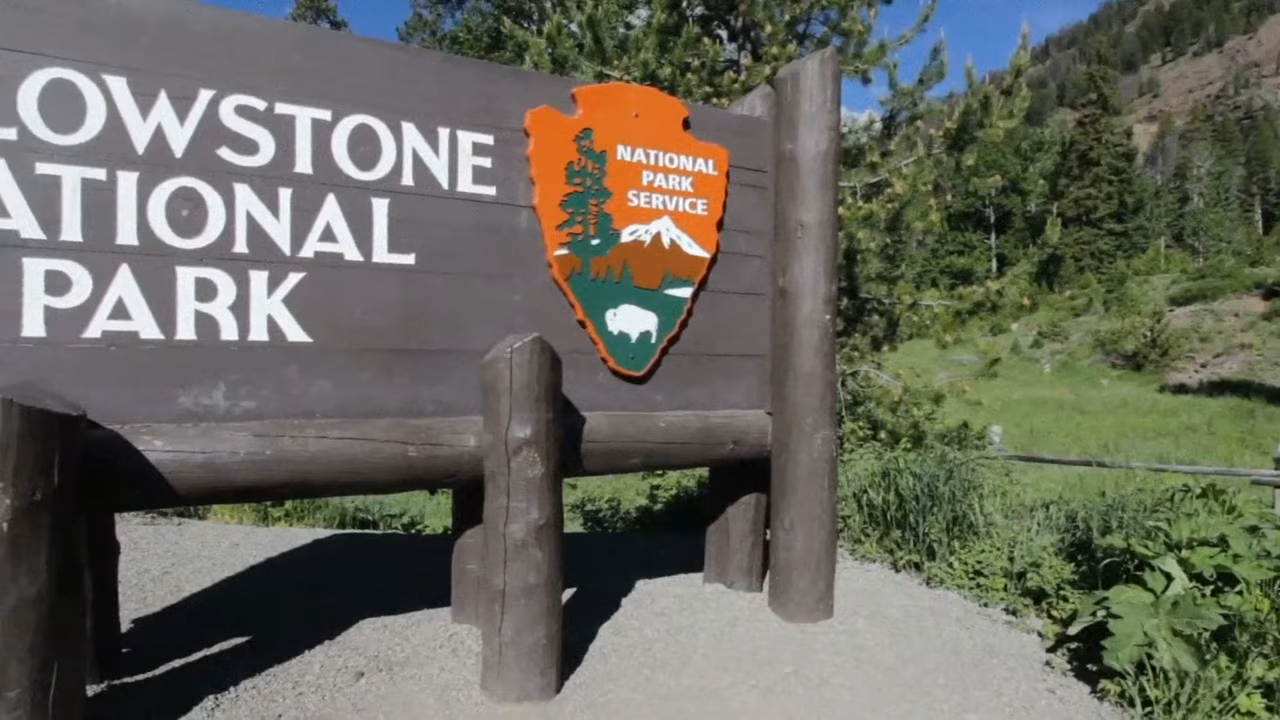 LOWSTONE
ATIONAL
PARK
NATIONAL
PARK
SERVICE